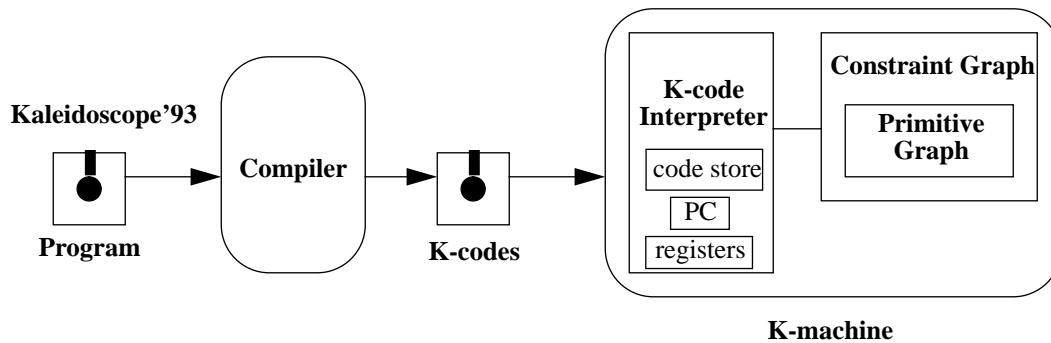 Kaleidoscope'93
Program
Compiler
K-codes
K-code
Interpreter
code store
PC
registers
Constraint Graph
Primitive
Graph
K-machine